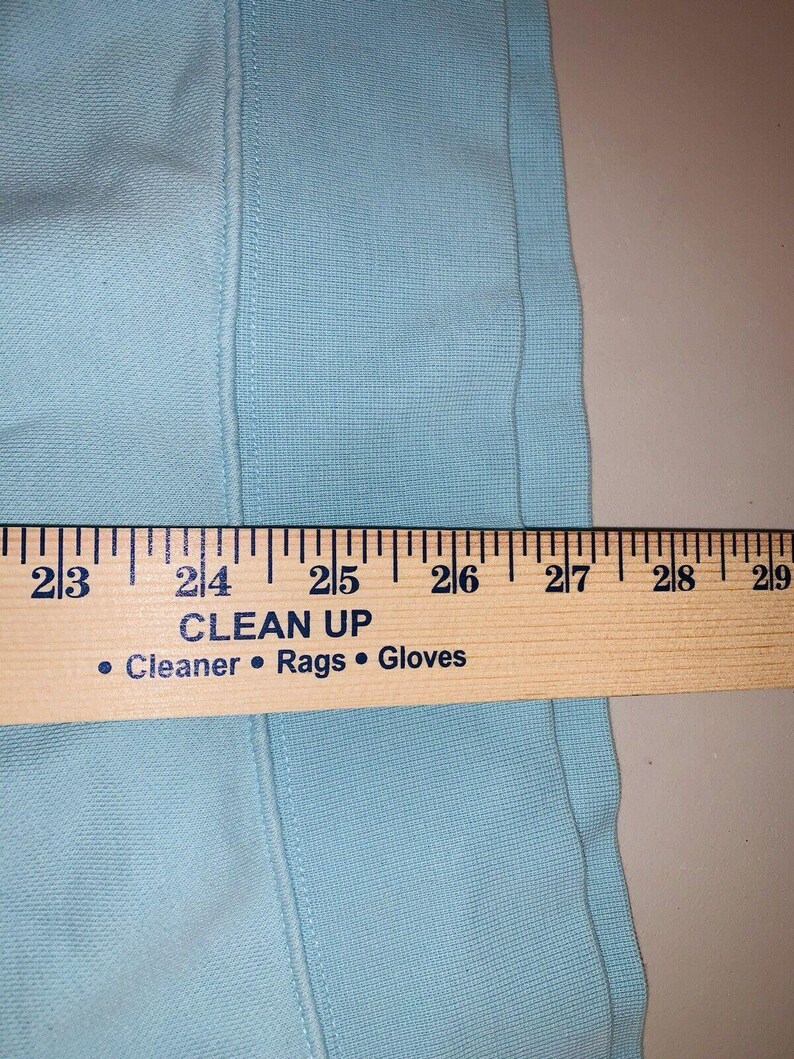 23 24 25 26 27 28 29
CLEAN UP
• Cleaner • Rags • Gloves